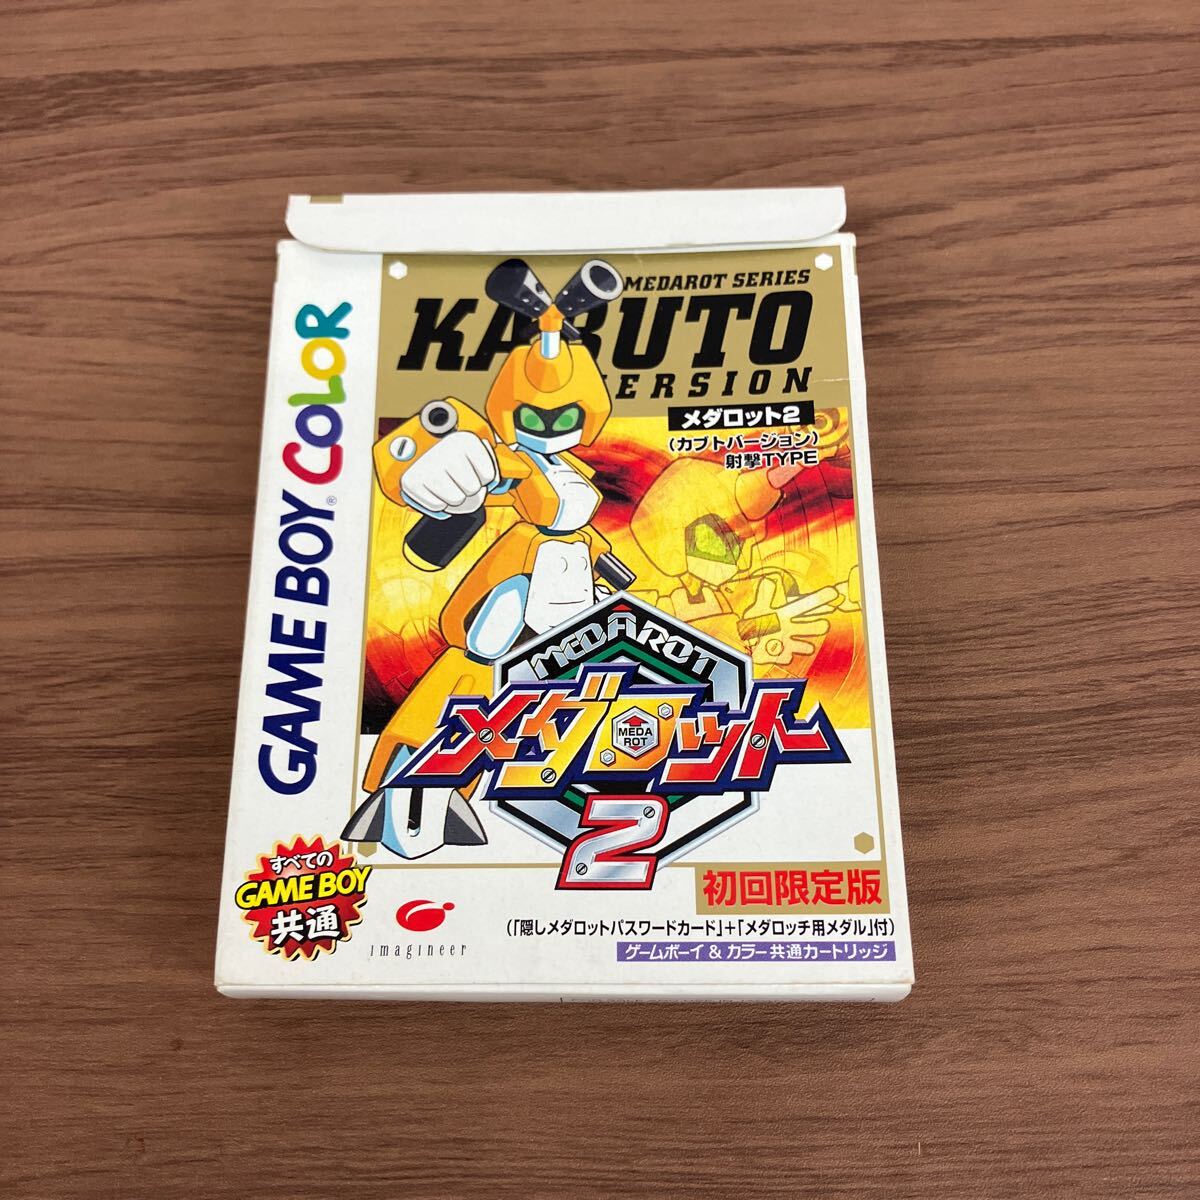 GAME BOY COLOR
®
MEDAROT SERIES
KABUTO
VERSION
メダロット2
(カブトバージョン)
射撃TYPE
MEDAROT
メダロット
MEDA
ROT
2
初回限定版
(「隠しメダロットパスワードカード」+「メダロッチ用メダル」付)
ゲームボーイ & カラー共通カートリッジ
すべての
GAME BOY
共通
imagineer